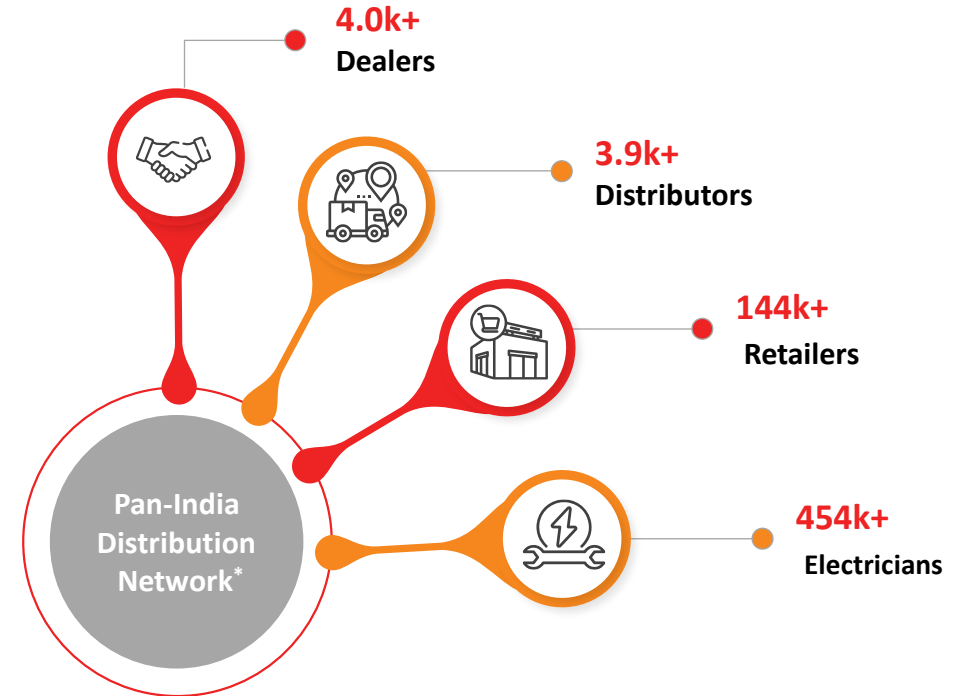 4.0k+
Dealers
3.9k+
Distributors
144k+
Retailers
454k+
Electricians
Pan-India
Distribution
Network*